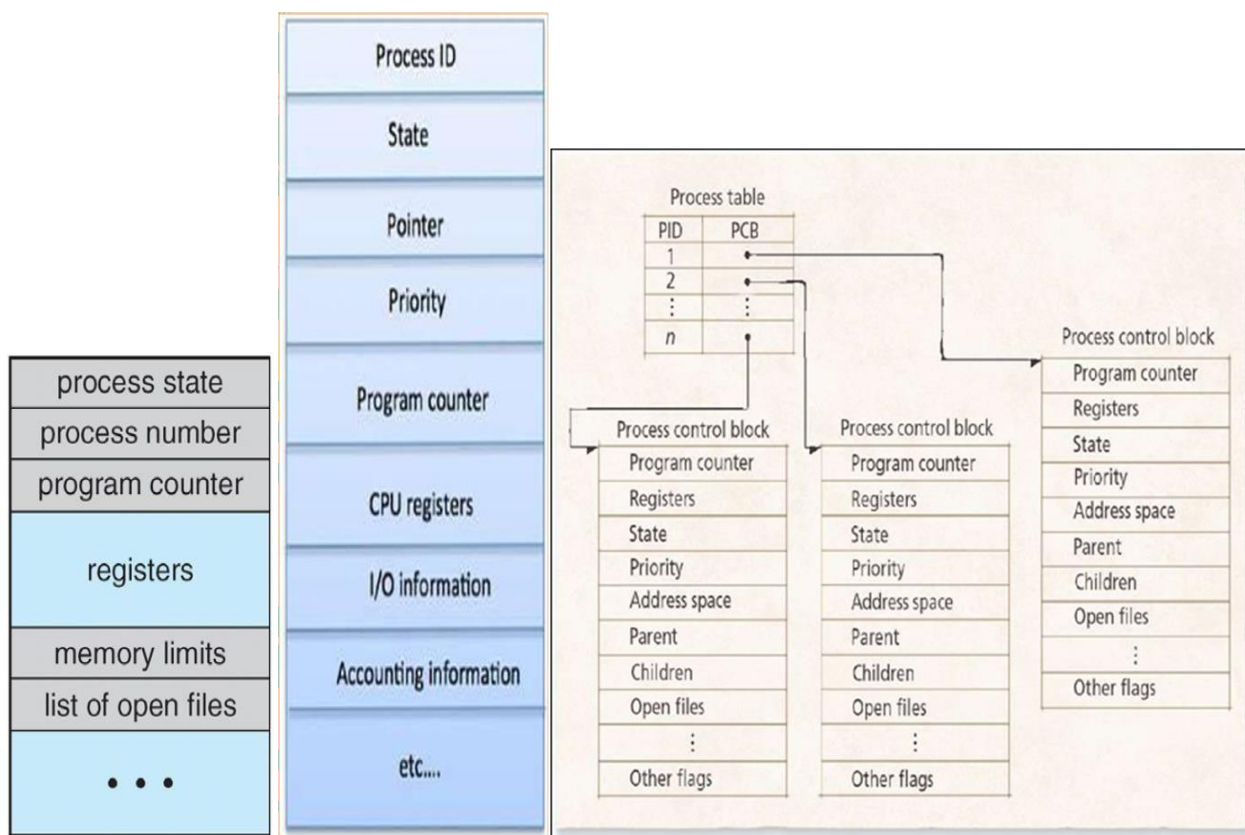 process state
process number
program counter
registers
memory limits
list of open files
• • •
Process ID
State
Pointer
Priority
Program counter
CPU registers
I/O information
Accounting information
etc....
Process table
PID PCB
1
2
⋮ ⋮
n
Process control block
Program counter
Registers
State
Priority
Address space
Parent
Children
Open files
⋮
Other flags
Process control block
Program counter
Registers
State
Priority
Address space
Parent
Children
Open files
⋮
Other flags
Process control block
Program counter
Registers
State
Priority
Address space
Parent
Children
Open files
⋮
Other flags